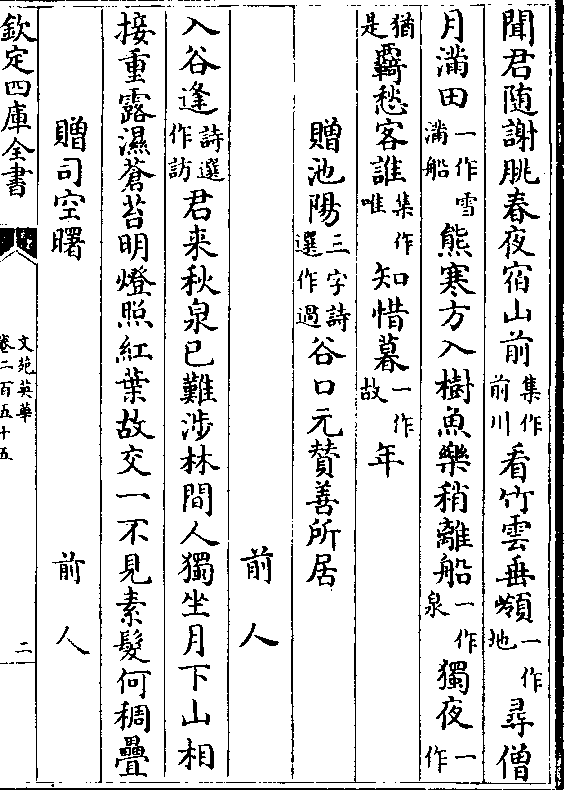 聞君随謝朓春夜宿山前集作前川看竹雲垂嶺一作地尋僧
月滿田一作滿船雪熊寒方入樹魚樂稍離船一作泉獨夜一作
猶是覊愁客誰集作唯知惜暮一作故年
贈池陽三字詩選作過谷口元贊善所居
前人
入谷逢詩選作訪君来秋泉已難涉林間人獨坐月下山相
接重露濕蒼苔明燈照紅葉故交一不見素髮何稠疊
贈司空曙　前人
欽定四庫全書
文苑英華
卷二百五十五
二